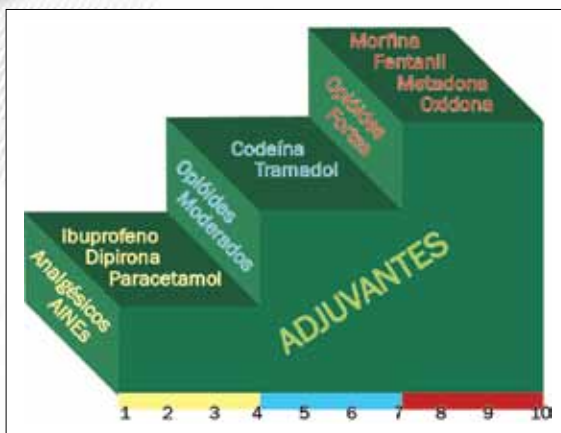 Morfina
Fentanil
Metadona
Oxidona
Opióides
Fortes
Codeína
Tramadol
Opióides
Moderados
Ibuprofeno
Dipirona
Paracetamol
Analgésicos
AINEs
ADJUVANTES
1 2 3 4 5 6 7 8 9 10